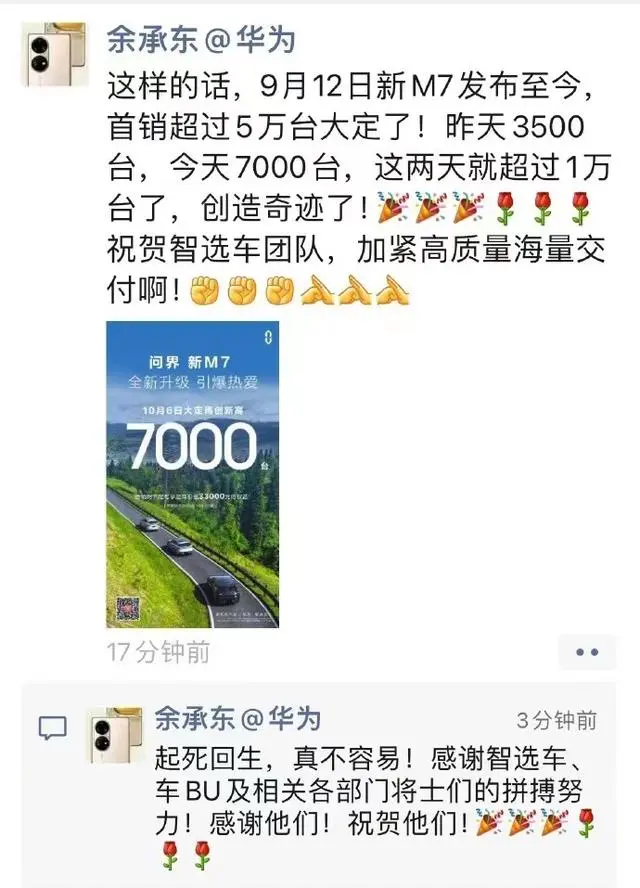 余承东@华为
这样的话，9月12日新M7发布至今，
首销超过5万台大定了！昨天3500
台，今天7000台，这两天就超过1万
台了，创造奇迹了！🎉🎉🎉🌹🌹🌹
祝贺智选车团队，加紧高质量海量交
付啊！✊✊✊🙏🙏🙏
问界 新M7
全新升级 引爆热爱
10月6日大定再创新高
7000台
17分钟前
余承东@华为
3分钟前
起死回生，真不容易！感谢智选车、
车BU及相关各部门将士们的拼搏努
力！感谢他们！祝贺他们！🎉🎉🎉🌹
🌹🌹